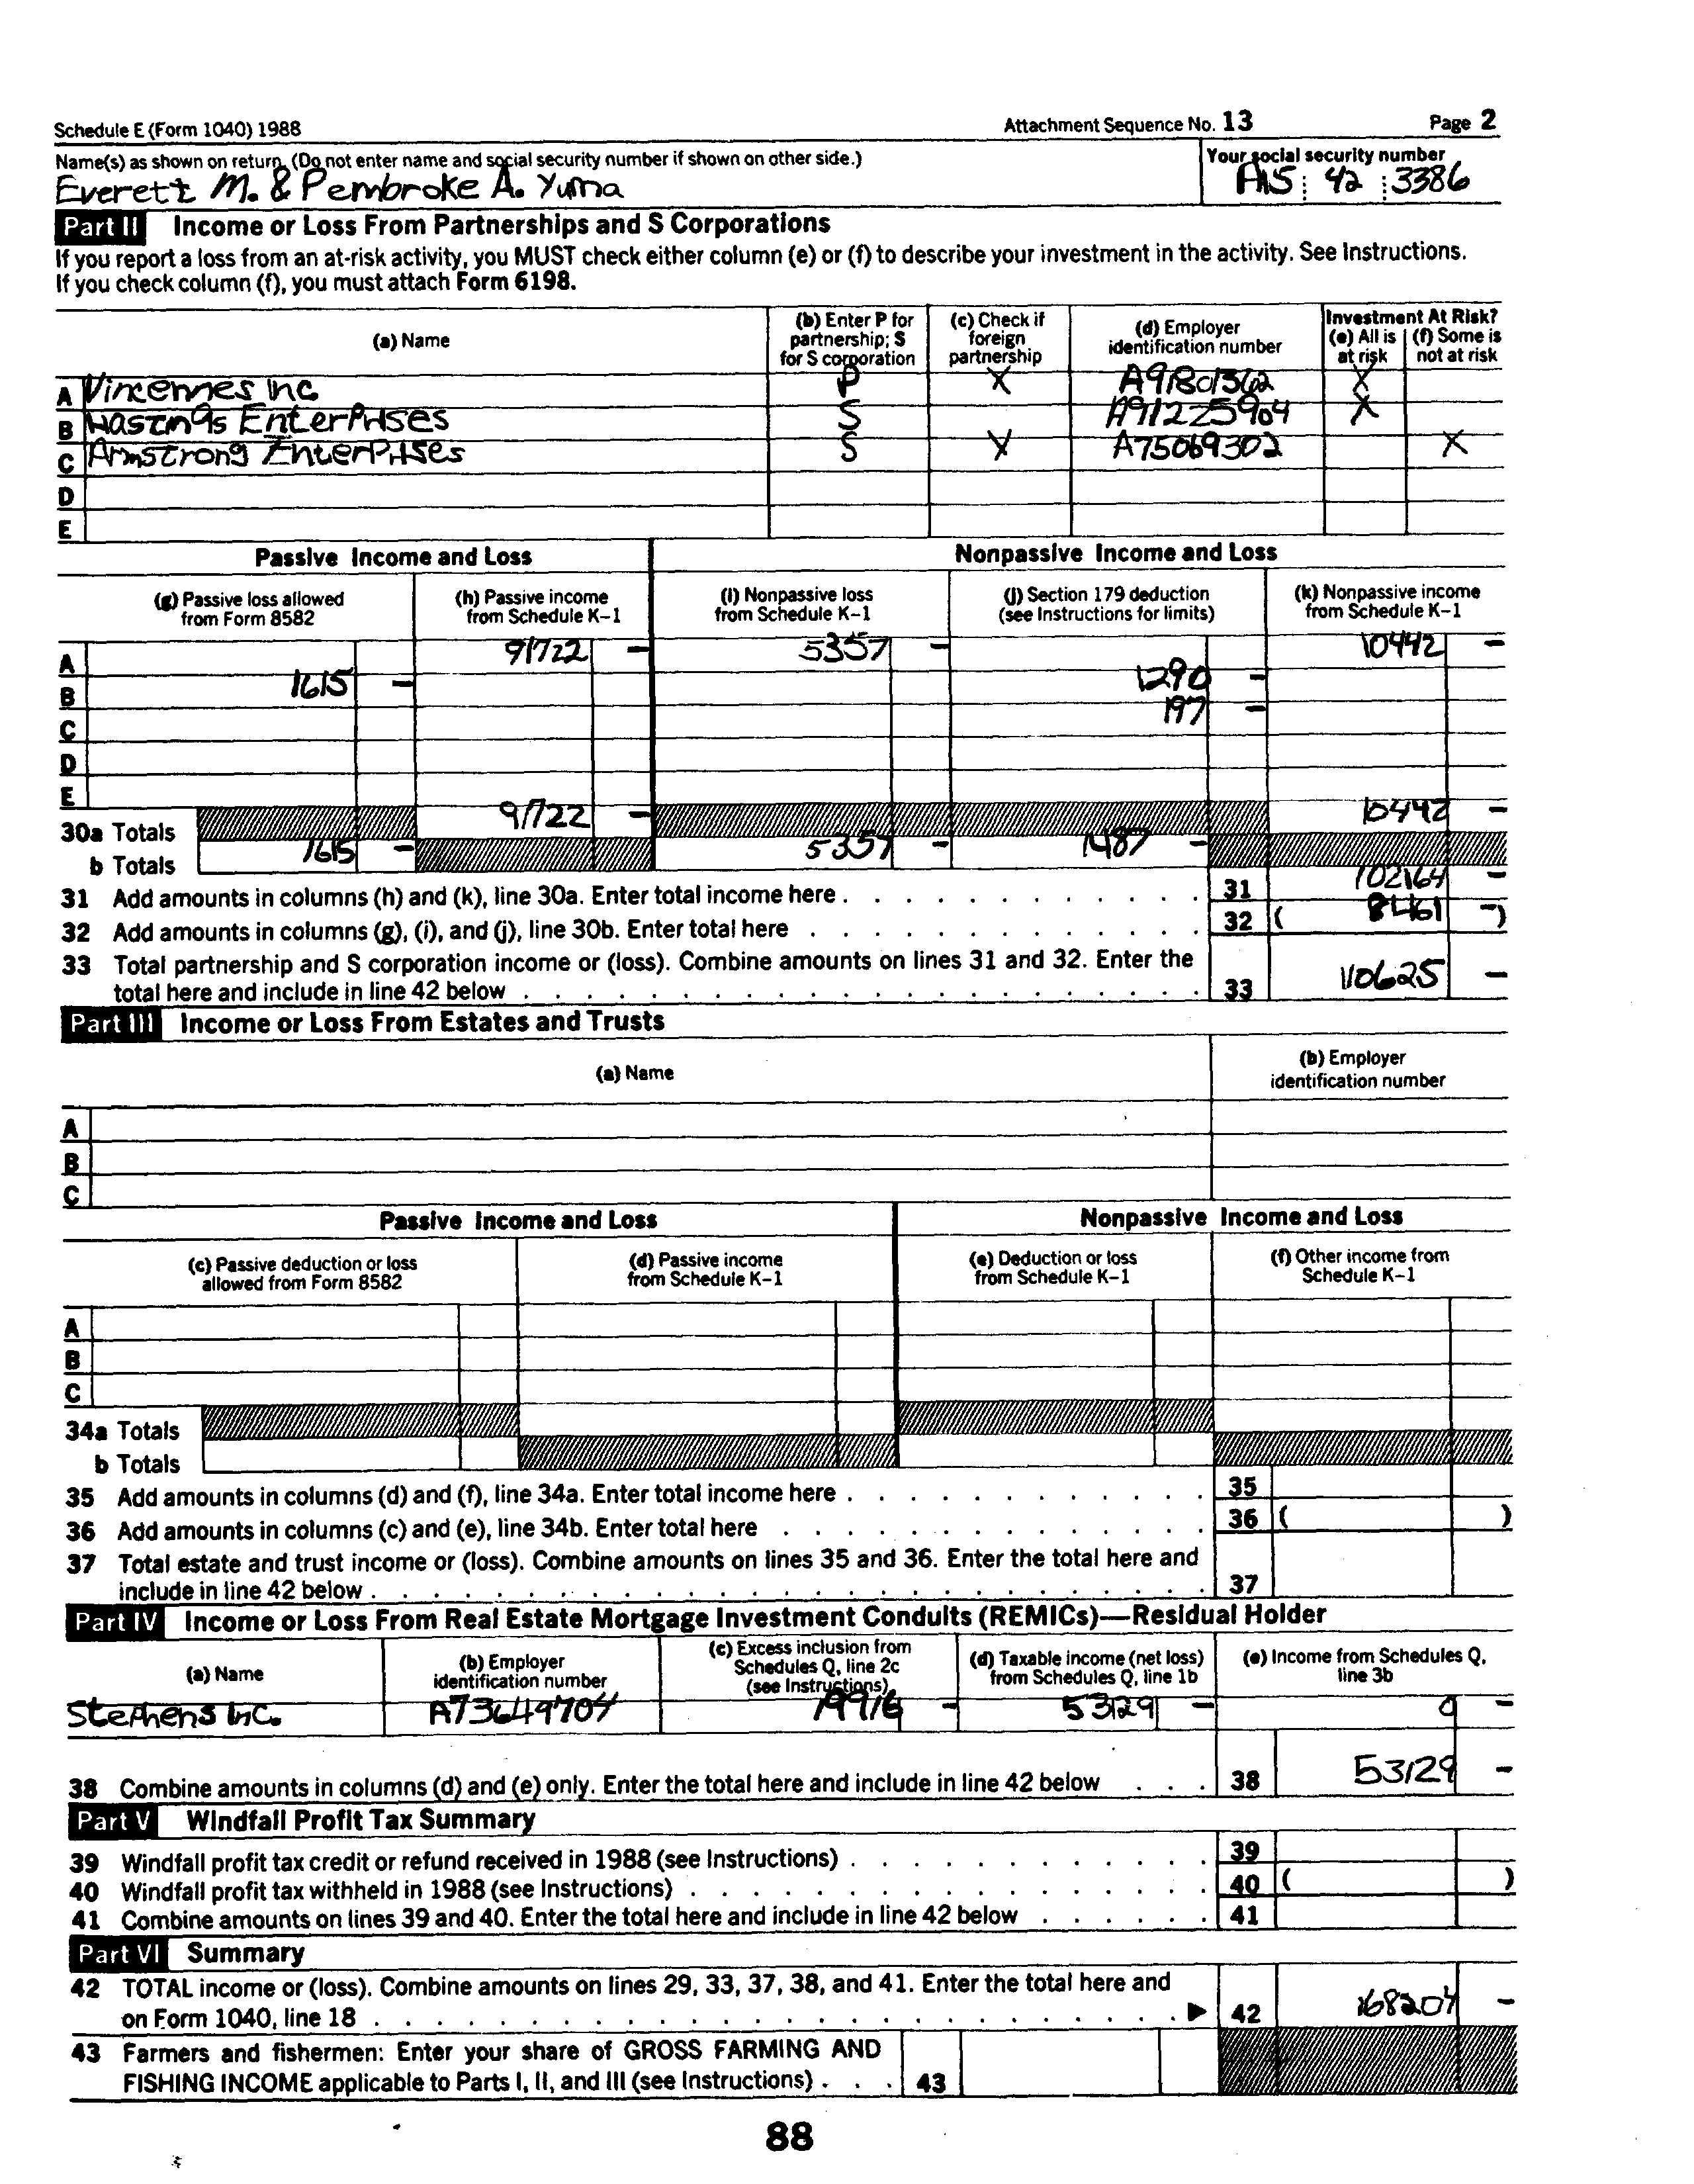 Schedule E (Form 1040) 1988 Attachment Sequence No. 13 Page 2
Name(s) as shown on return. (Do not enter name and social security number if shown on other side.) Your social security number
Everett M. & Pembroke A. Yuma A15 42 3386
Part II Income or Loss From Partnerships and S Corporations
If you report a loss from an at-risk activity, you MUST check either column (e) or (f) to describe your investment in the activity. See Instructions.
If you check column (f), you must attach Form 6198.
(a) Name (b) Enter P for partnership; S for S corporation (c) Check if foreign partnership (d) Employer identification number Investment At Risk? (e) All is at risk (f) Some is not at risk
A Vincennes Inc P X A91801362 X
B Hastings Enterprises S A91225904 X
C Armstrong Enterprises S X A75069302 X
D
E
Passive Income and Loss Nonpassive Income and Loss
(g) Passive loss allowed from Form 8582 (h) Passive income from Schedule K-1 (i) Nonpassive loss from Schedule K-1 (j) Section 179 deduction (see Instructions for limits) (k) Nonpassive income from Schedule K-1
A 91722 - 5357 - 10442 -
B 1615 - 1290 -
C 197 -
D
E
30a Totals 91722 - 10442 -
b Totals 1615 - 5357 - 1487 -
31 Add amounts in columns (h) and (k), line 30a. Enter total income here 31 102164 -
32 Add amounts in columns (g), (i), and (j), line 30b. Enter total here 32 ( 8461 - )
33 Total partnership and S corporation income or (loss). Combine amounts on lines 31 and 32. Enter the
total here and include in line 42 below 33 110625 -
Part III Income or Loss From Estates and Trusts
(a) Name (b) Employer identification number
A
B
C
Passive Income and Loss Nonpassive Income and Loss
(c) Passive deduction or loss allowed from Form 8582 (d) Passive income from Schedule K-1 (e) Deduction or loss from Schedule K-1 (f) Other income from Schedule K-1
A
B
C
34a Totals
b Totals
35 Add amounts in columns (d) and (f), line 34a. Enter total income here 35
36 Add amounts in columns (c) and (e), line 34b. Enter total here 36 ( )
37 Total estate and trust income or (loss). Combine amounts on lines 35 and 36. Enter the total here and
include in line 42 below 37
Part IV Income or Loss From Real Estate Mortgage Investment Conduits (REMICs)—Residual Holder
(a) Name (b) Employer identification number (c) Excess inclusion from Schedules Q, line 2c (see Instructions) (d) Taxable income (net loss) from Schedules Q, line 1b (e) Income from Schedules Q, line 3b
Stephens Inc. A73649704 19916 - 53129 - 0 -
38 Combine amounts in columns (d) and (e) only. Enter the total here and include in line 42 below 38 53129 -
Part V Windfall Profit Tax Summary
39 Windfall profit tax credit or refund received in 1988 (see Instructions) 39
40 Windfall profit tax withheld in 1988 (see Instructions) 40 ( )
41 Combine amounts on lines 39 and 40. Enter the total here and include in line 42 below 41
Part VI Summary
42 TOTAL income or (loss). Combine amounts on lines 29, 33, 37, 38, and 41. Enter the total here and
on Form 1040, line 18 ▶ 42 168204 -
43 Farmers and fishermen: Enter your share of GROSS FARMING AND
FISHING INCOME applicable to Parts I, II, and III (see Instructions) 43
88